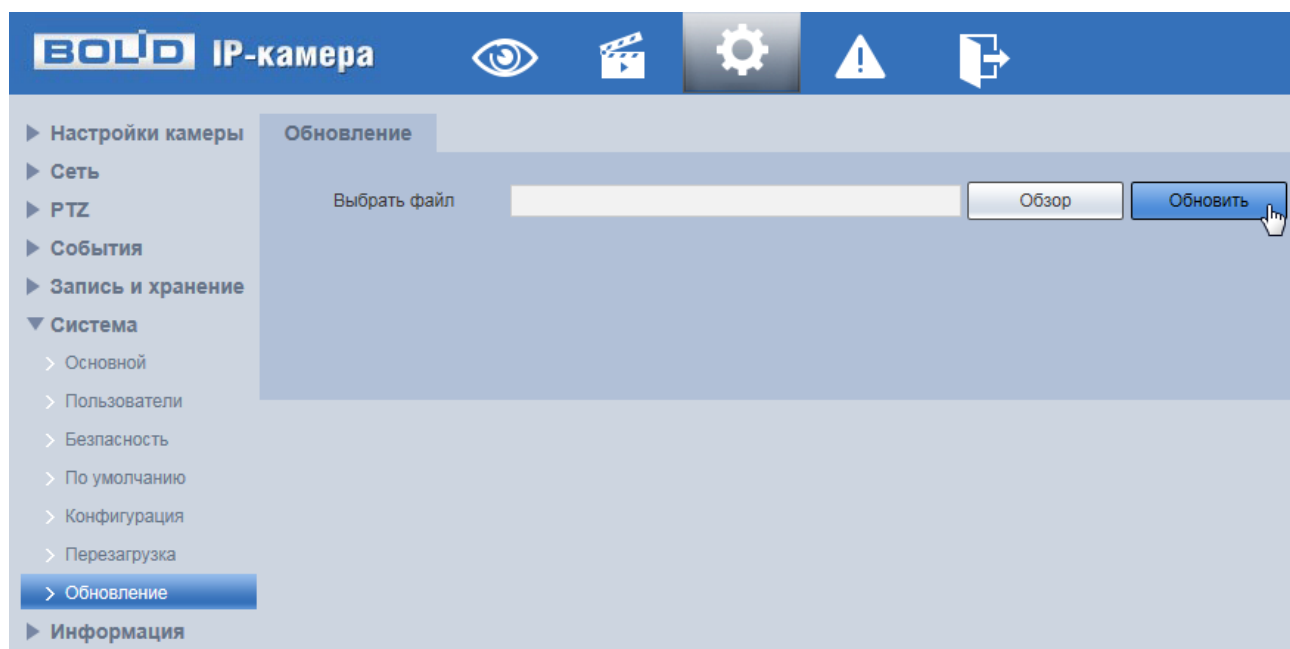 BOLID IP-камера
Настройки камеры
Сеть
PTZ
События
Запись и хранение
Система
Основной
Пользователи
Безпасность
По умолчанию
Конфигурация
Перезагрузка
Обновление
Информация
Обновление
Выбрать файл Обзор Обновить